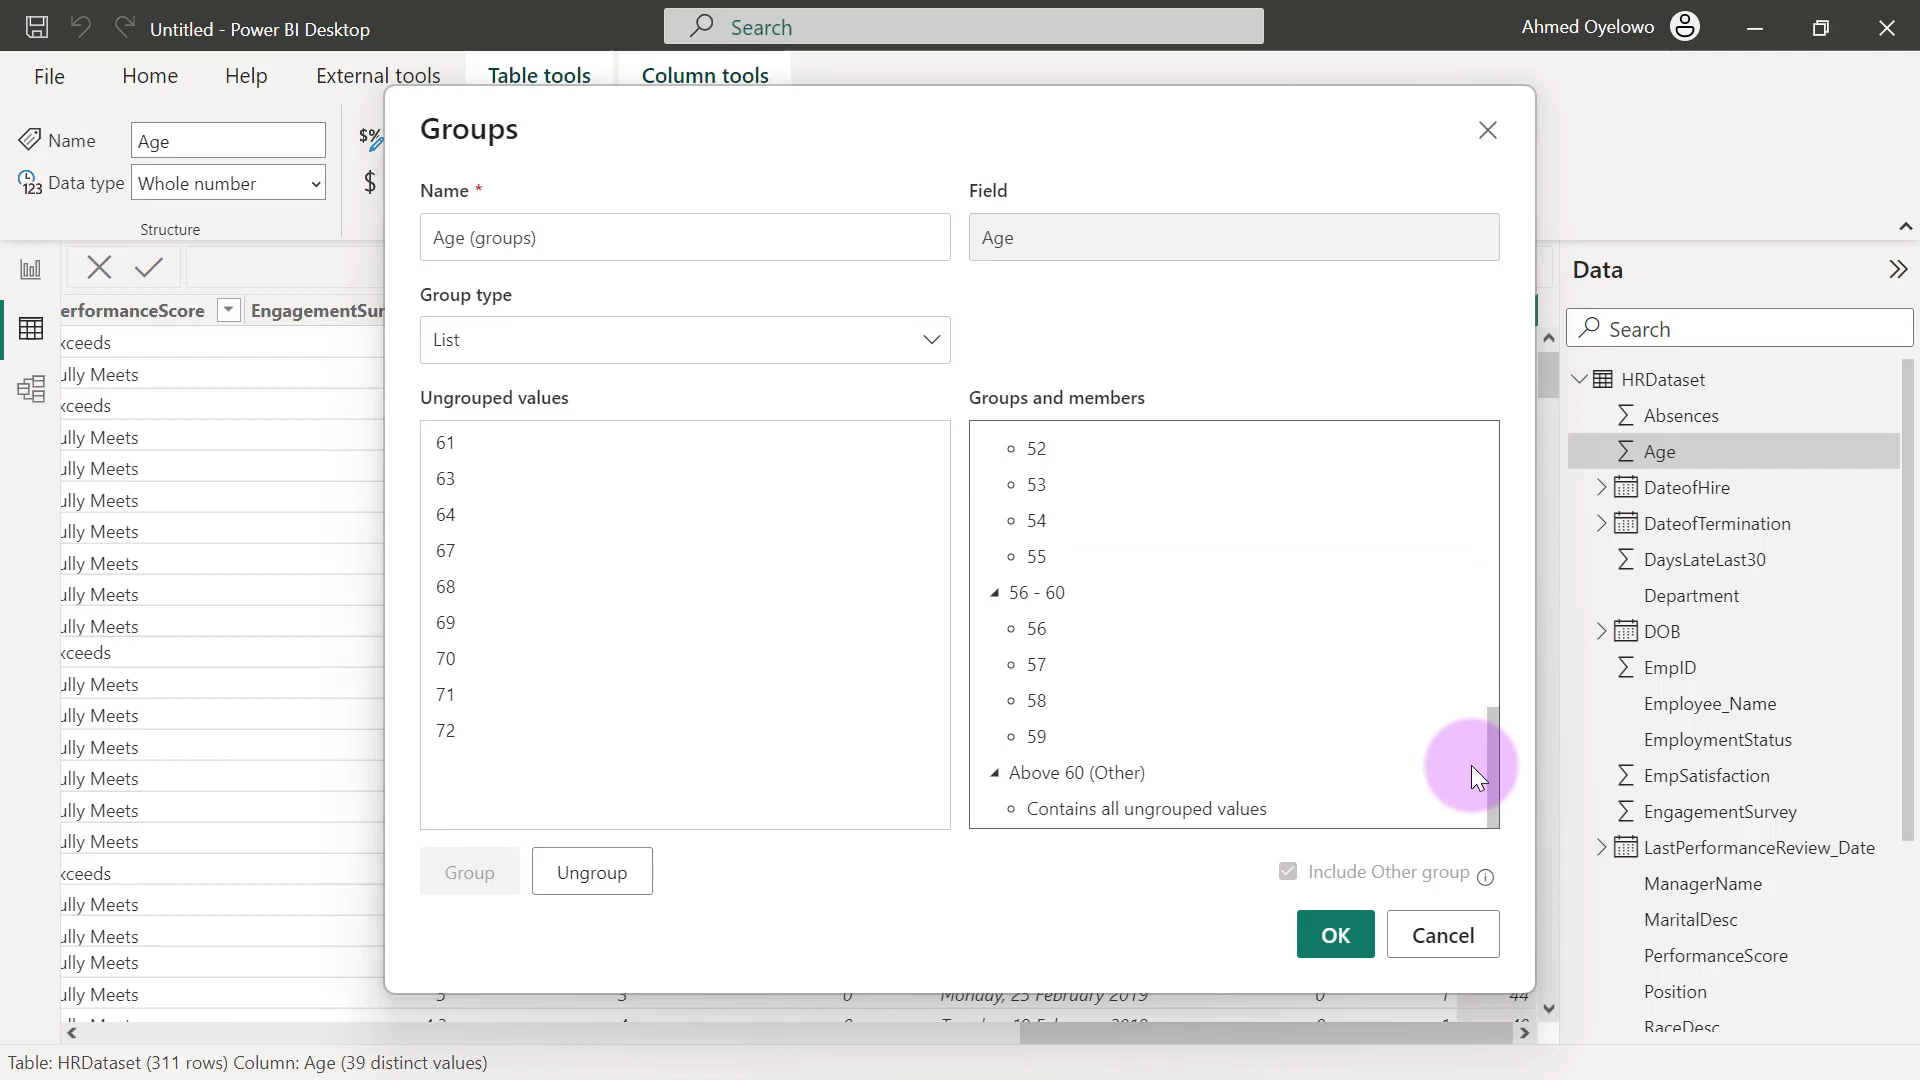 Untitled - Power BI Desktop
Search
Ahmed Oyelowo
File
Home
Help
External tools
Table tools
Column tools
Name
Age
Data type
Whole number
Structure
$%
$
Groups
Name *
Age (groups)
Field
Age
Group type
List
Ungrouped values
61
63
64
67
68
69
70
71
72
Groups and members
52
53
54
55
56 - 60
56
57
58
59
Above 60 (Other)
Contains all ungrouped values
Group
Ungroup
Include Other group
OK
Cancel
erformanceScore
EngagementSur
xceeds
ully Meets
xceeds
ully Meets
ully Meets
ully Meets
ully Meets
ully Meets
ully Meets
ully Meets
xceeds
ully Meets
ully Meets
ully Meets
ully Meets
ully Meets
ully Meets
xceeds
ully Meets
ully Meets
ully Meets
ully Meets
Monday, 25 February 2019
44
Data
Search
HRDataset
Absences
Age
DateofHire
DateofTermination
DaysLateLast30
Department
DOB
EmpID
Employee_Name
EmploymentStatus
EmpSatisfaction
EngagementSurvey
LastPerformanceReview_Date
ManagerName
MaritalDesc
PerformanceScore
Position
RaceDesc
Table: HRDataset (311 rows) Column: Age (39 distinct values)